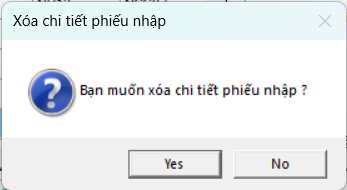 Xóa chi tiết phiếu nhập
Bạn muốn xóa chi tiết phiếu nhập ?
Yes
No